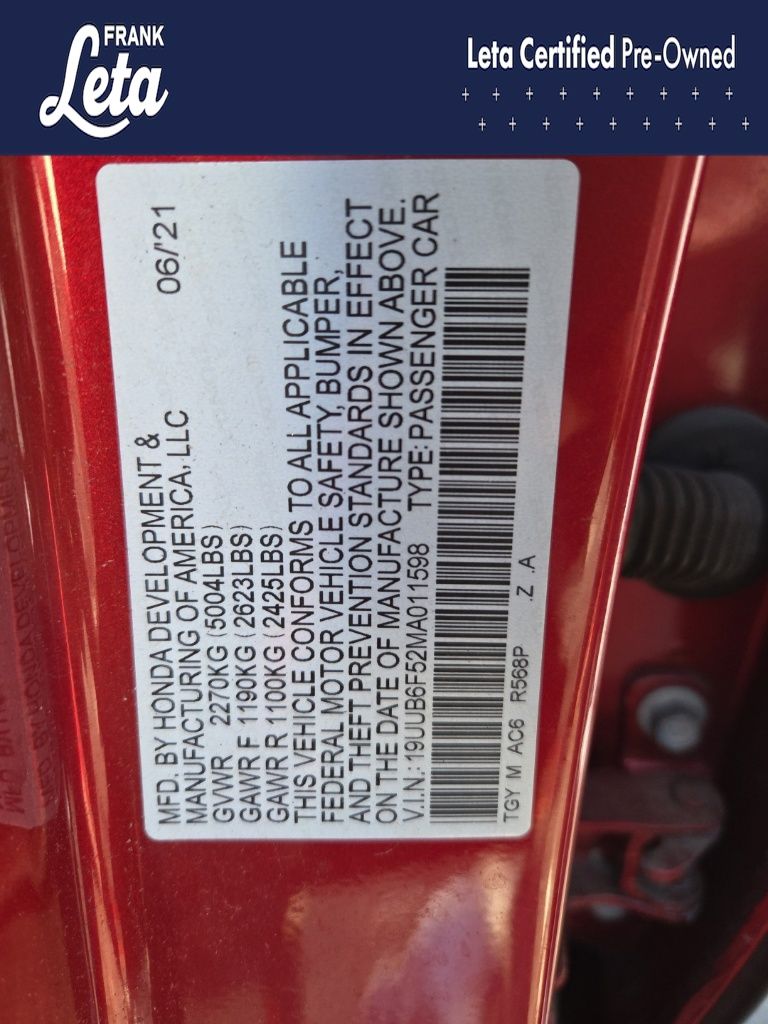 FRANK
Leta
Leta Certified Pre-Owned
MFD. BY HONDA DEVELOPMENT &
MANUFACTURING OF AMERICA, LLC 06/'21
GVWR 2270KG (5004LBS)
GAWR F 1190KG (2623LBS)
GAWR R 1100KG (2425LBS)
THIS VEHICLE CONFORMS TO ALL APPLICABLE
FEDERAL MOTOR VEHICLE SAFETY, BUMPER,
AND THEFT PREVENTION STANDARDS IN EFFECT
ON THE DATE OF MANUFACTURE SHOWN ABOVE.
V.I.N.: 19UUB6F52MA011598 TYPE: PASSENGER CAR
TGY M AC6 R568P .Z .A